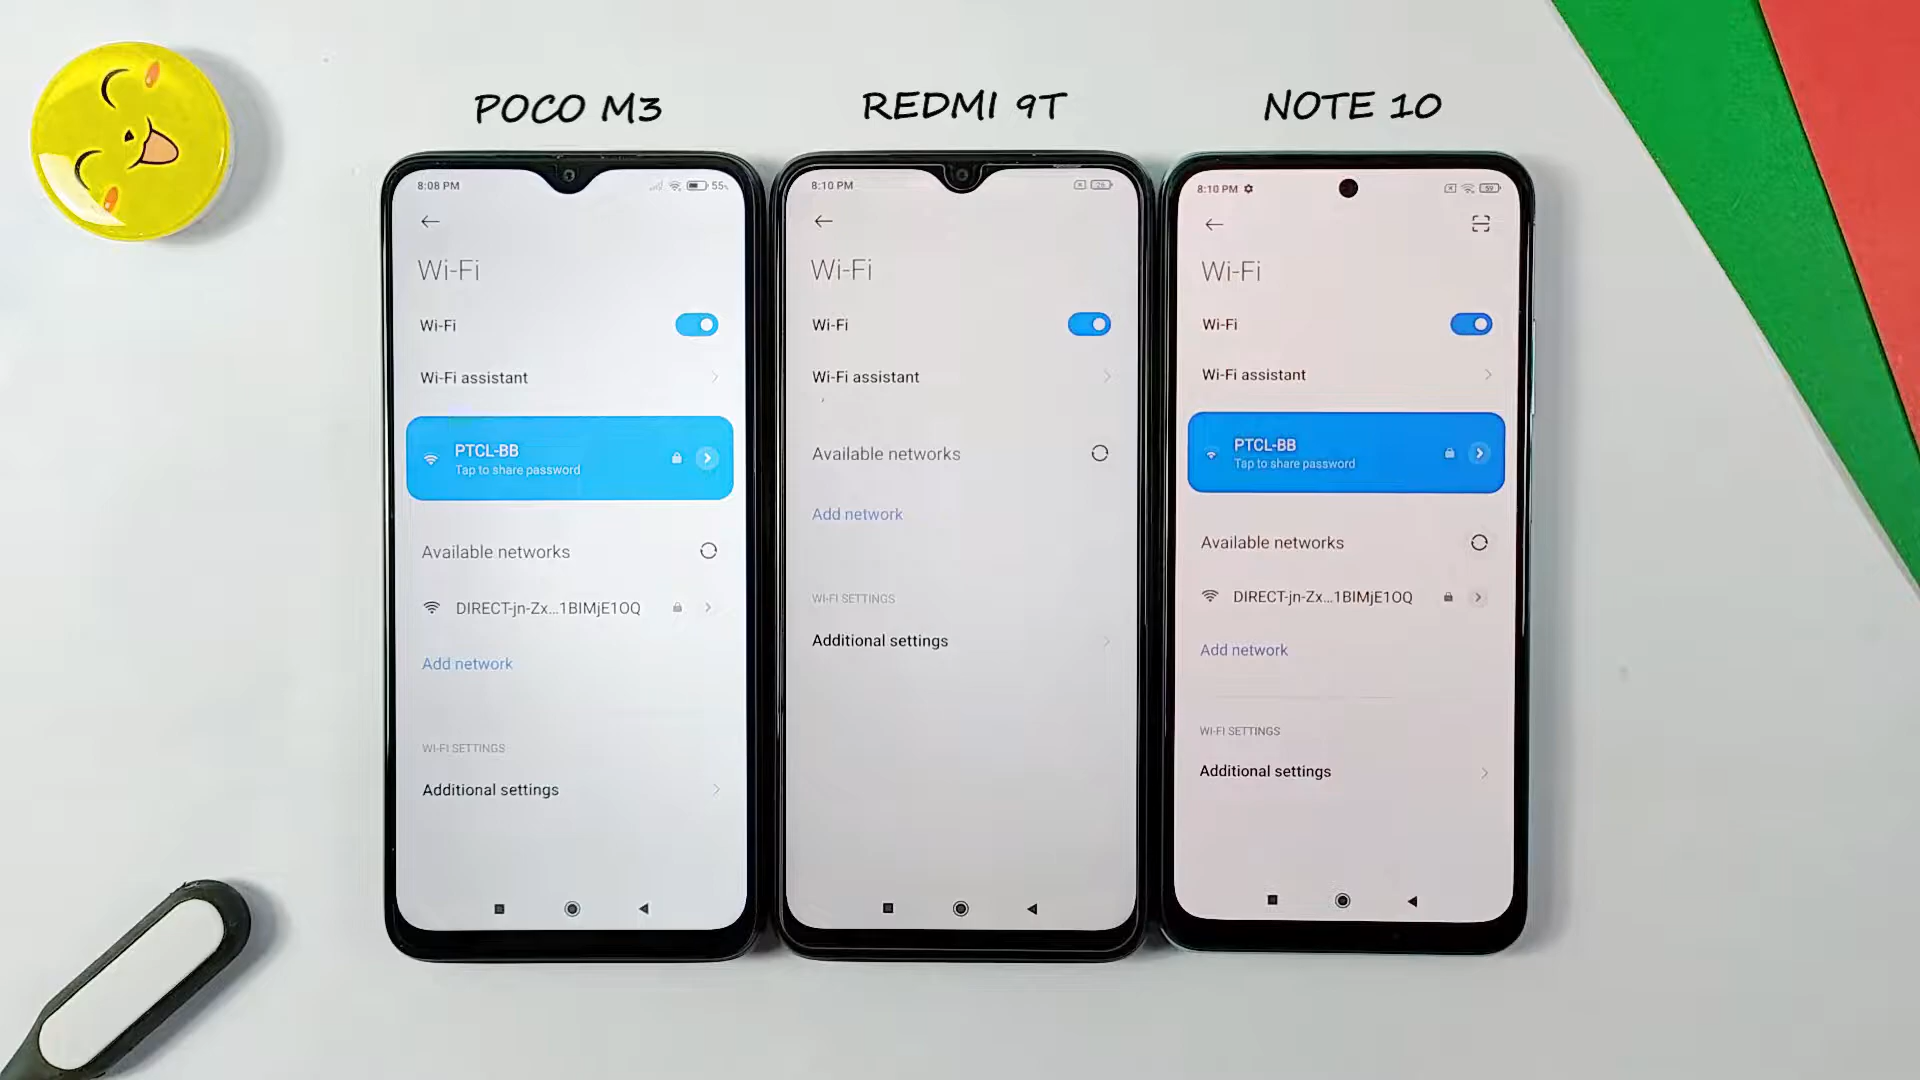 POCO M3
REDMI 9T
NOTE 10
8:08 PM
55%
Wi-Fi
Wi-Fi
Wi-Fi assistant
PTCL-BB
Tap to share password
Available networks
DIRECT-jn-Zx...1BIMjE1OQ
Add network
WI-FI SETTINGS
Additional settings
8:10 PM
26
Wi-Fi
Wi-Fi
Wi-Fi assistant
Available networks
Add network
WI-FI SETTINGS
Additional settings
8:10 PM
59
Wi-Fi
Wi-Fi
Wi-Fi assistant
PTCL-BB
Tap to share password
Available networks
DIRECT-jn-Zx...1BIMjE1OQ
Add network
WI-FI SETTINGS
Additional settings